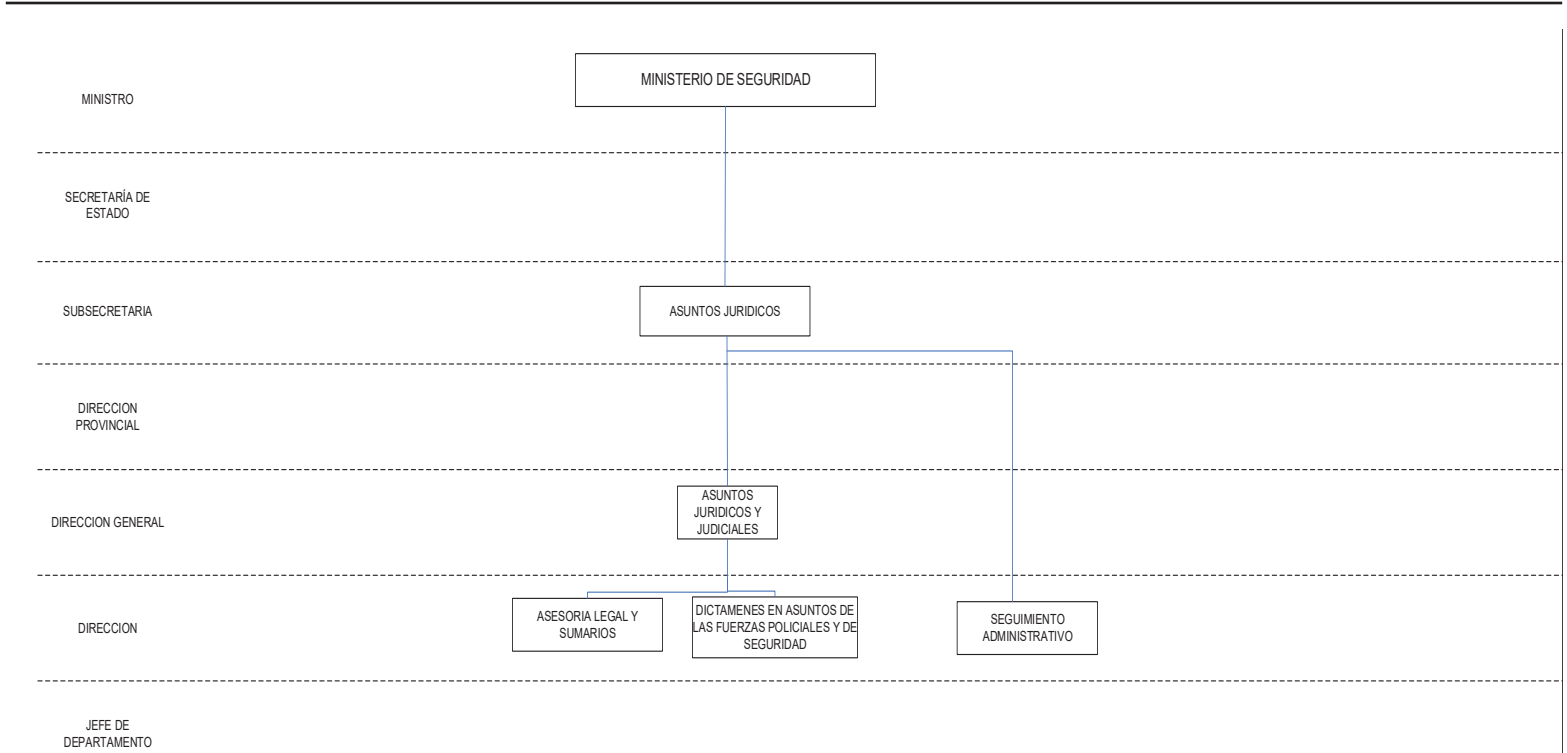 MINISTERIO DE SEGURIDAD
MINISTRO
SECRETARÍA DE
ESTADO
SUBSECRETARIA
ASUNTOS JURIDICOS
DIRECCION
PROVINCIAL
DIRECCION GENERAL
ASUNTOS
JURIDICOS Y
JUDICIALES
DIRECCION
ASESORIA LEGAL Y
SUMARIOS
DICTAMENES EN ASUNTOS DE
LAS FUERZAS POLICIALES Y DE
SEGURIDAD
SEGUIMIENTO
ADMINISTRATIVO
JEFE DE
DEPARTAMENTO